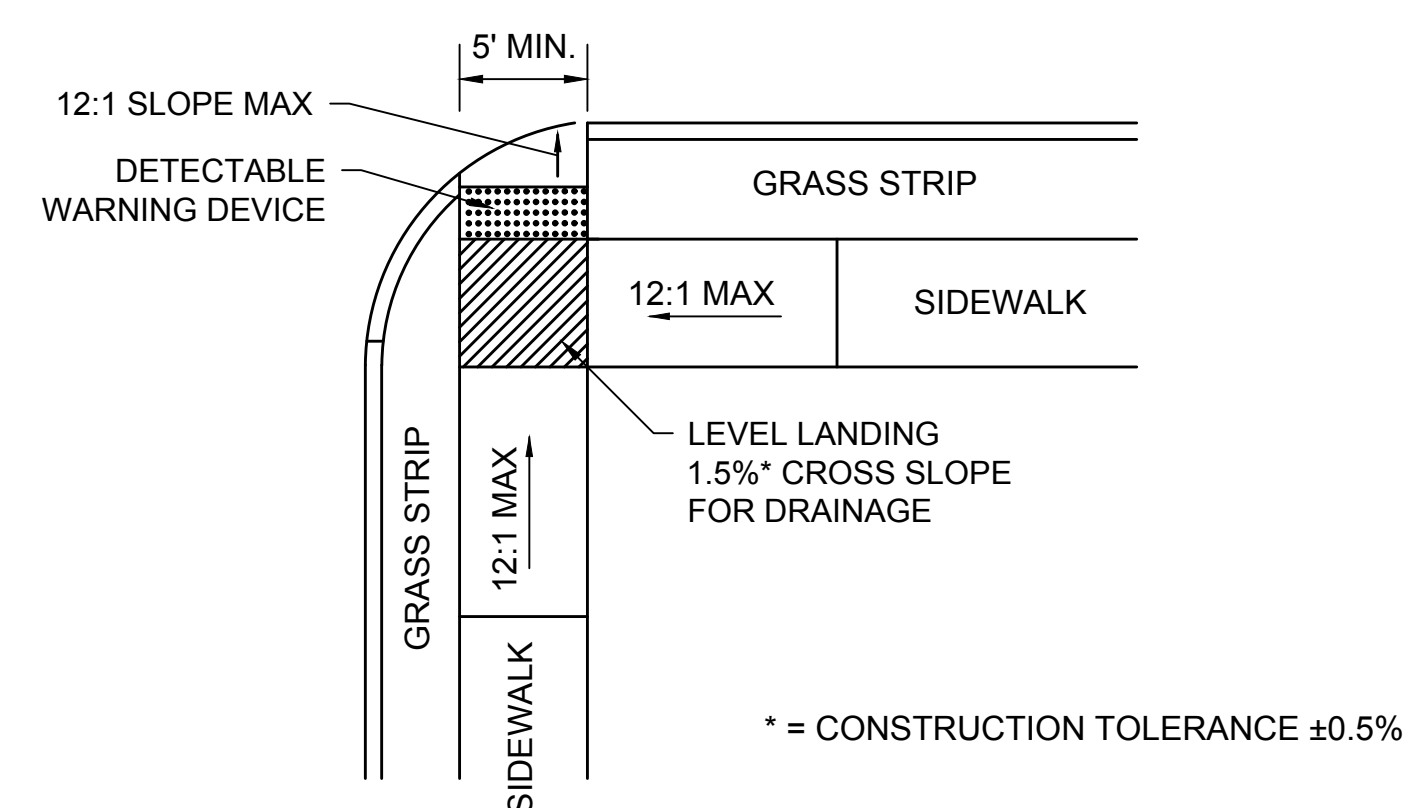 5' MIN.
12:1 SLOPE MAX
DETECTABLE
WARNING DEVICE
GRASS STRIP
12:1 MAX
SIDEWALK
LEVEL LANDING
1.5%* CROSS SLOPE
FOR DRAINAGE
GRASS STRIP
12:1 MAX
SIDEWALK
* = CONSTRUCTION TOLERANCE ±0.5%